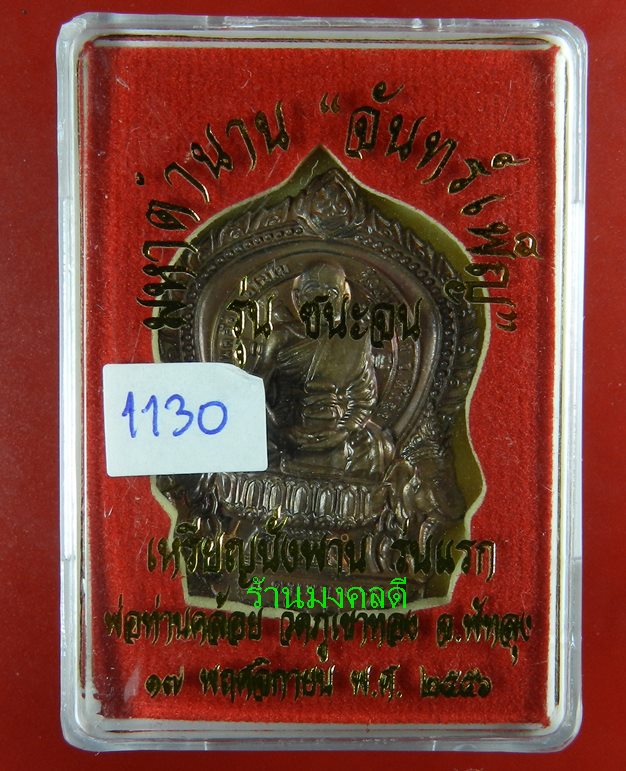 มหาตำนาน “จันทร์เพ็ญ”
รุ่น ชนะจน
1130
เหรียญนั่งพาน รุ่นแรก
ร้านมงคลดี
พ่อท่านคล้อย วัดภูเขาทอง จ.พัทลุง
๑๗ พฤศจิกายน พ.ศ. ๒๕๕๖